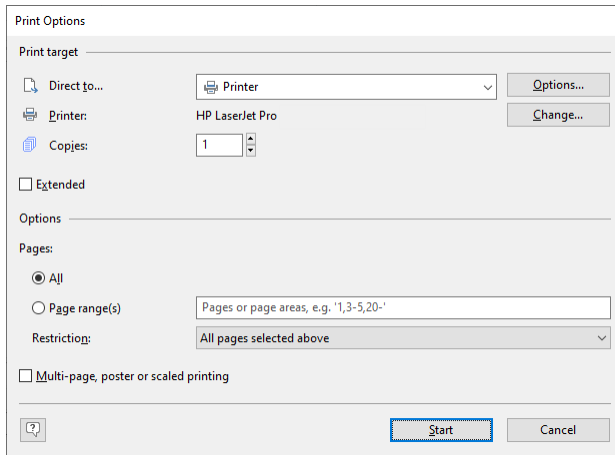 Print Options
Print target
Direct to... Printer Options...
Printer: HP LaserJet Pro Change...
Copies: 1
Extended
Options
Pages:
All
Page range(s) Pages or page areas, e.g. '1,3-5,20-'
Restriction: All pages selected above
Multi-page, poster or scaled printing
? Start Cancel